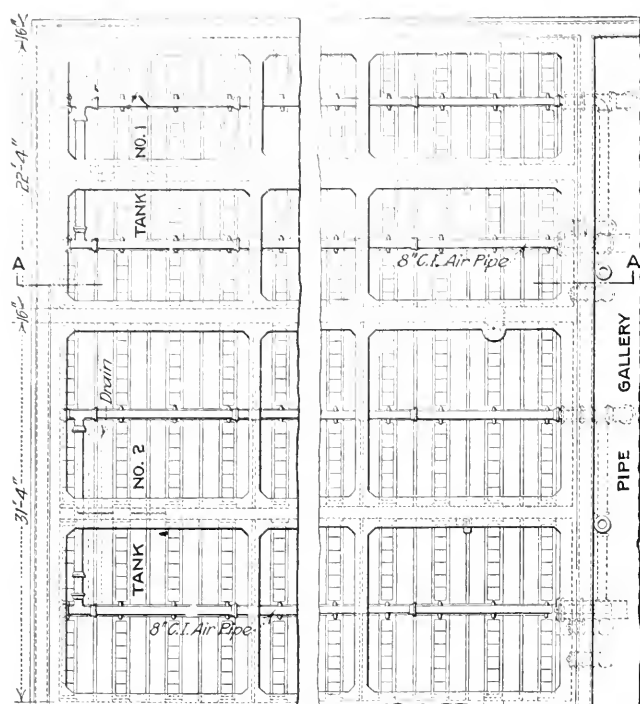 16"
22'-4"
TANK NO. 1
A
A
8" C.I. Air Pipe
16"
Drain
PIPE GALLERY
31'-4"
TANK NO. 2
8" C.I. Air Pipe